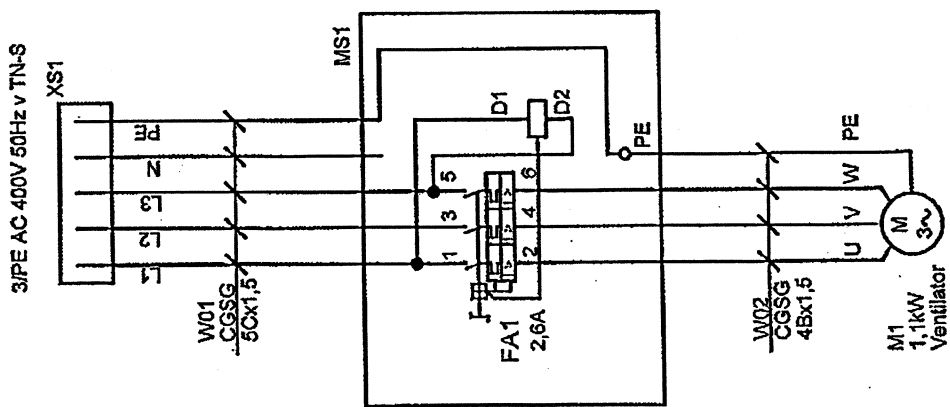 3/PE AC 400V 50Hz v TN-S
XS1
L1
L2
L3
N
PE
W01
CGSG
5Cx1,5
MS1
1
3
5
D1
D2
FA1
2,6A
2
4
6
PE
W02
CGSG
4Bx1,5
U
V
W
PE
M
3~
M1
1,1kW
Ventilator